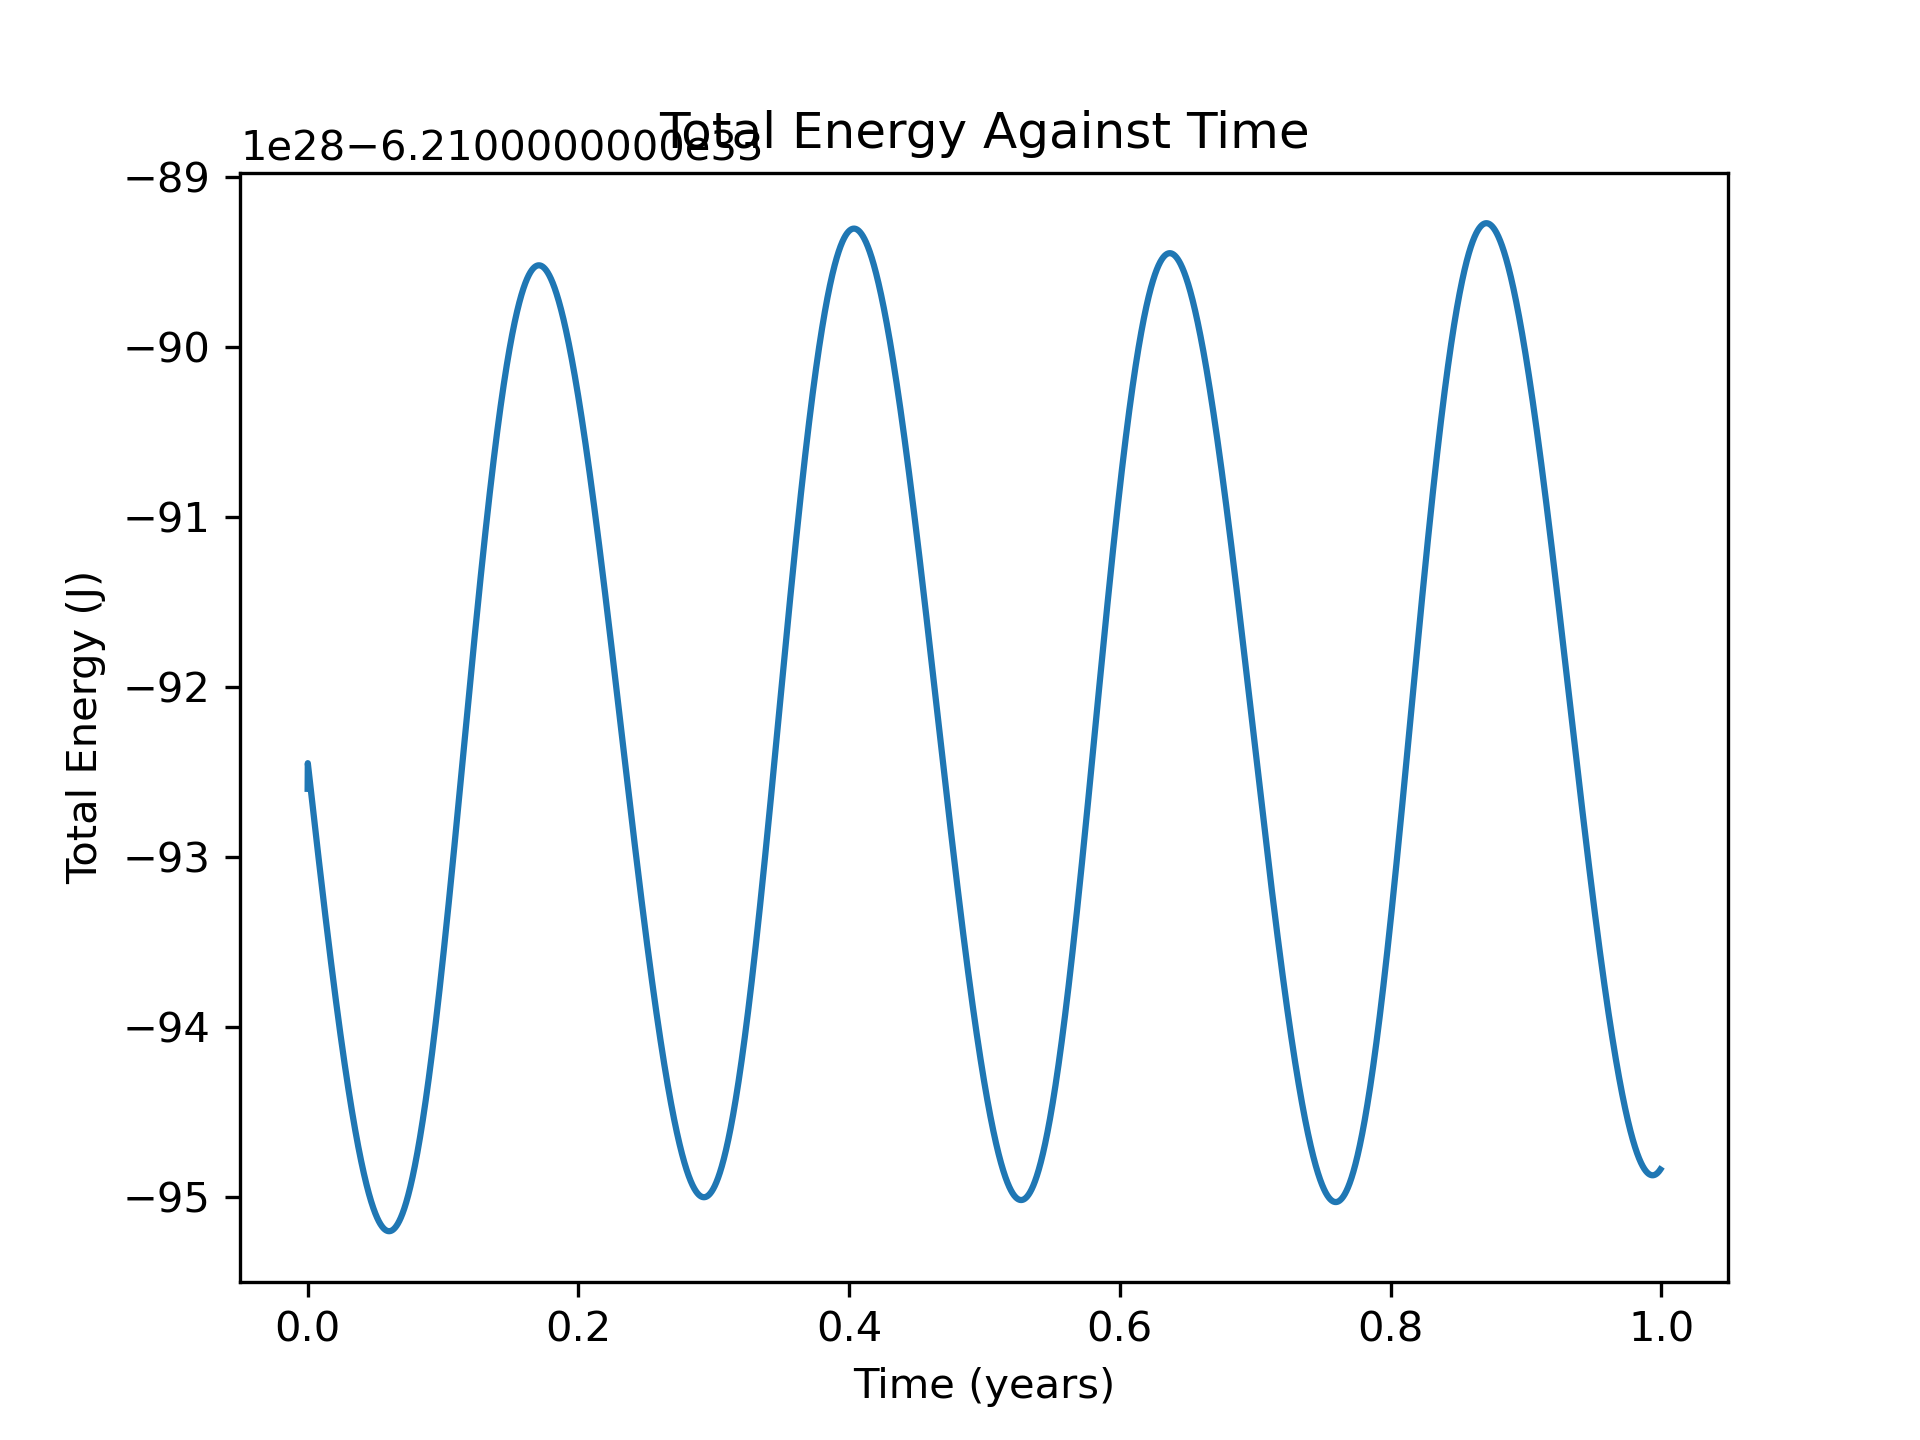 Total Energy Against Time
1e28−6.2100000000e33
−89
−90
−91
−92
−93
−94
−95
Total Energy (J)
0.0 0.2 0.4 0.6 0.8 1.0
Time (years)